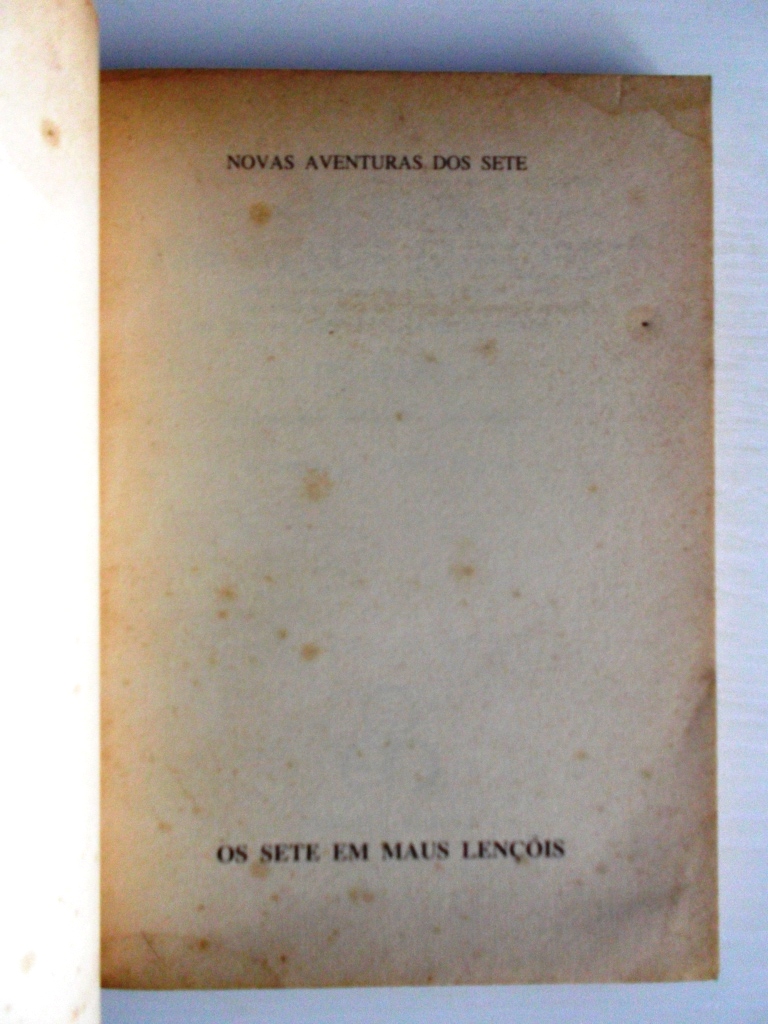 NOVAS AVENTURAS DOS SETE
OS SETE EM MAUS LENÇÓIS